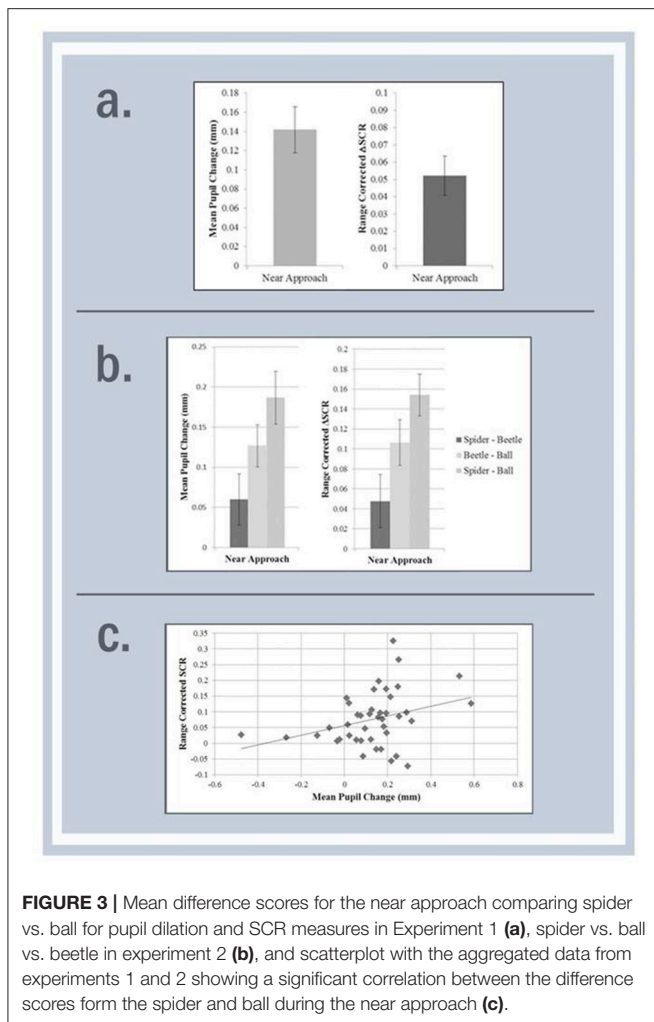 a.
Mean Pupil Change (mm)
0.18
0.16
0.14
0.12
0.1
0.08
0.06
0.04
0.02
0
Near Approach
Range Corrected ΔSCR
0.1
0.09
0.08
0.07
0.06
0.05
0.04
0.03
0.02
0.01
0
Near Approach
b.
Mean Pupil Change (mm)
0.25
0.2
0.15
0.1
0.05
0
Near Approach
Range Corrected ΔSCR
0.2
0.18
0.16
0.14
0.12
0.1
0.08
0.06
0.04
0.02
0
Near Approach
Spider - Beetle
Beetle - Ball
Spider - Ball
c.
Range Corrected SCR
0.35
0.3
0.25
0.2
0.15
0.1
0.05
0
-0.05
-0.1
-0.6 -0.4 -0.2 0 0.2 0.4 0.6 0.8
Mean Pupil Change (mm)
FIGURE 3 | Mean difference scores for the near approach comparing spider
vs. ball for pupil dilation and SCR measures in Experiment 1 (a), spider vs. ball
vs. beetle in experiment 2 (b), and scatterplot with the aggregated data from
experiments 1 and 2 showing a significant correlation between the difference
scores form the spider and ball during the near approach (c).